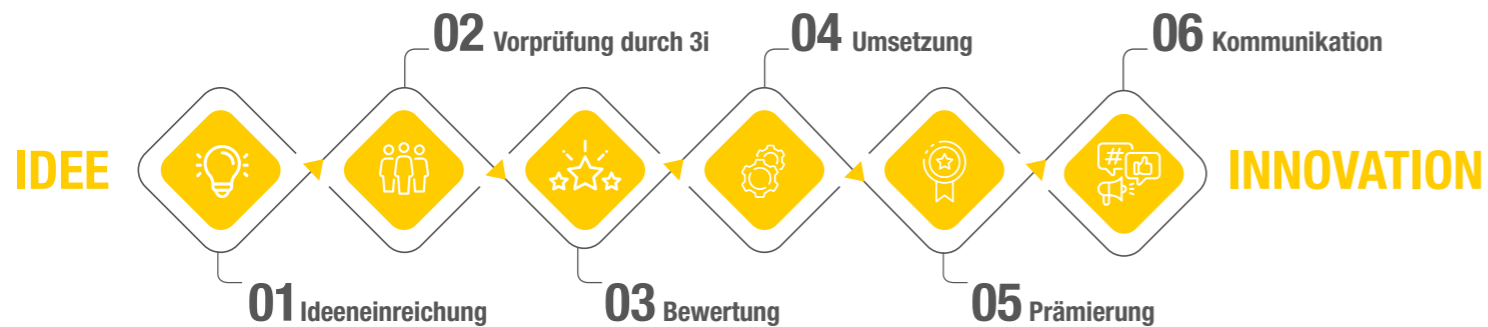 02 Vorprüfung durch 3i
04 Umsetzung
06 Kommunikation
IDEE
#
INNOVATION
01 Ideeneinreichung
03 Bewertung
05 Prämierung